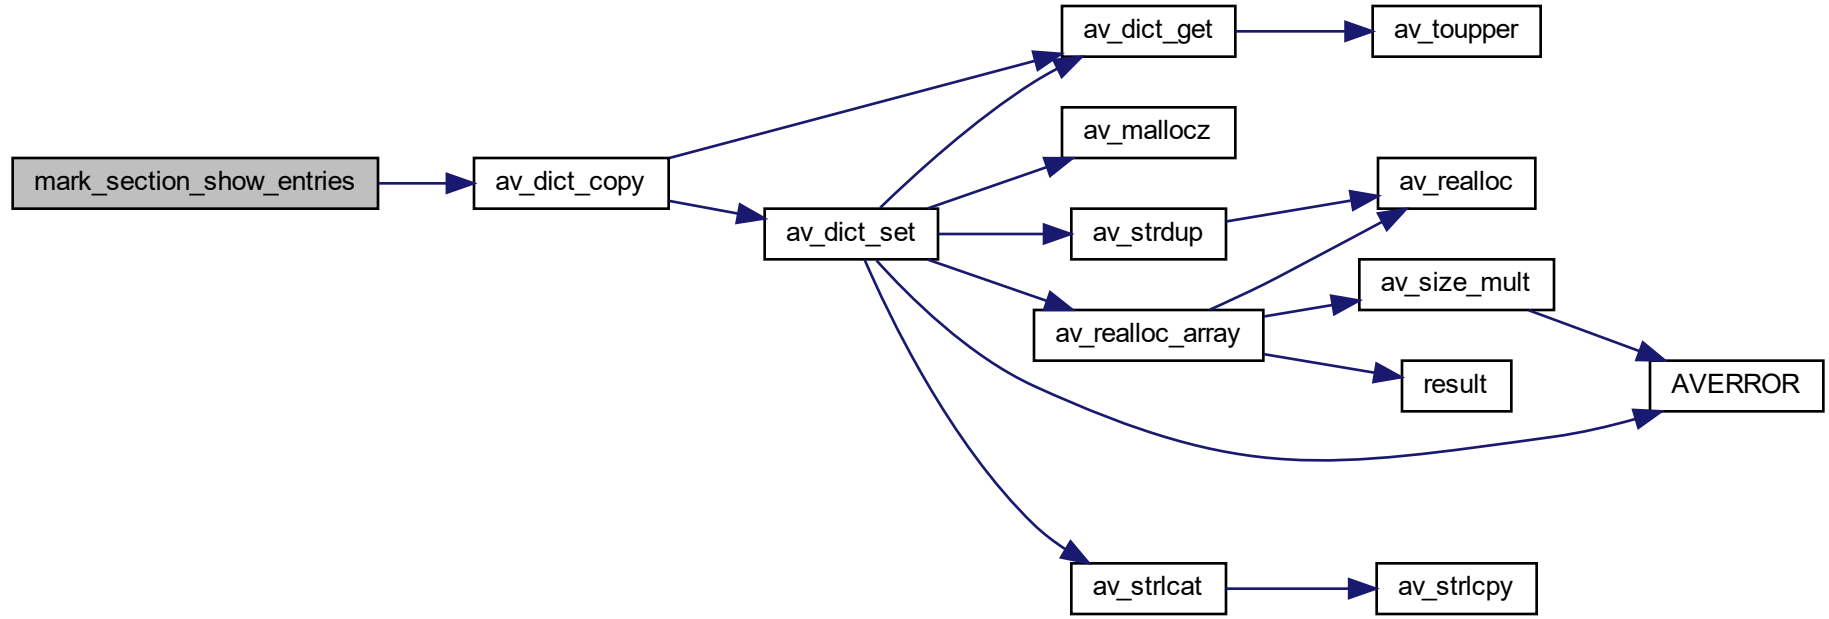 mark_section_show_entries
av_dict_copy
av_dict_set
av_dict_get
av_mallocz
av_strdup
av_realloc_array
av_strlcat
av_toupper
av_realloc
av_size_mult
result
av_strlcpy
AVERROR